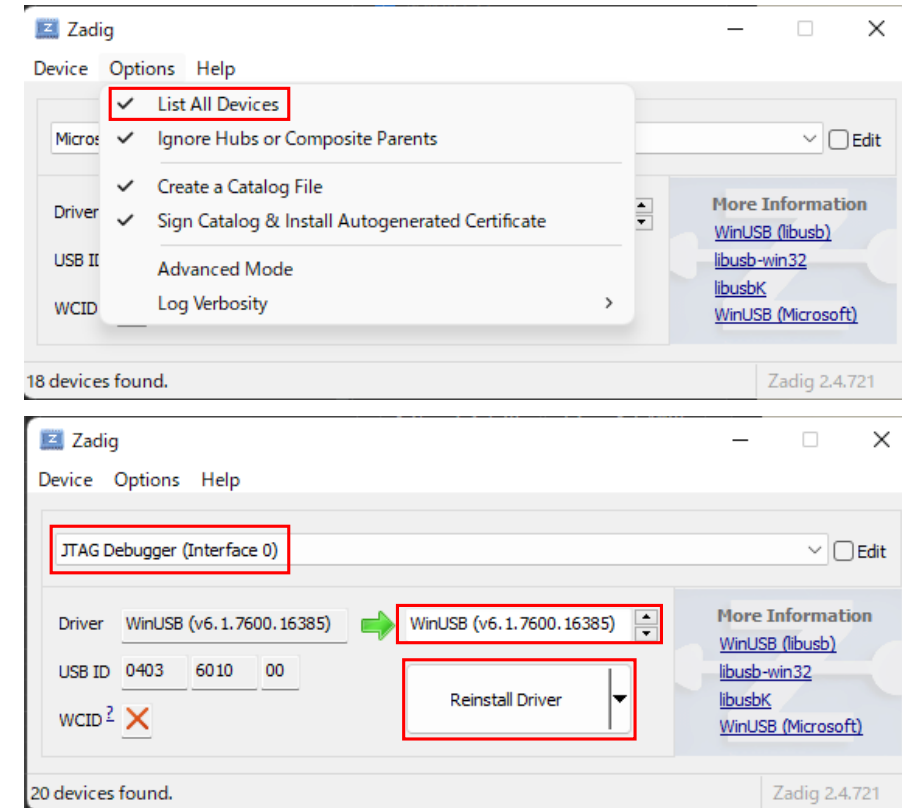 Zadig
Device Options Help
List All Devices
Micros Ignore Hubs or Composite Parents Edit
Create a Catalog File
Driver Sign Catalog & Install Autogenerated Certificate
USB ID Advanced Mode
WCID Log Verbosity
More Information
WinUSB (libusb)
libusb-win32
libusbK
WinUSB (Microsoft)
18 devices found. Zadig 2.4.721
Zadig
Device Options Help
JTAG Debugger (Interface 0) Edit
Driver WinUSB (v6.1.7600.16385) WinUSB (v6.1.7600.16385)
USB ID 0403 6010 00
WCID ? Reinstall Driver
More Information
WinUSB (libusb)
libusb-win32
libusbK
WinUSB (Microsoft)
20 devices found. Zadig 2.4.721